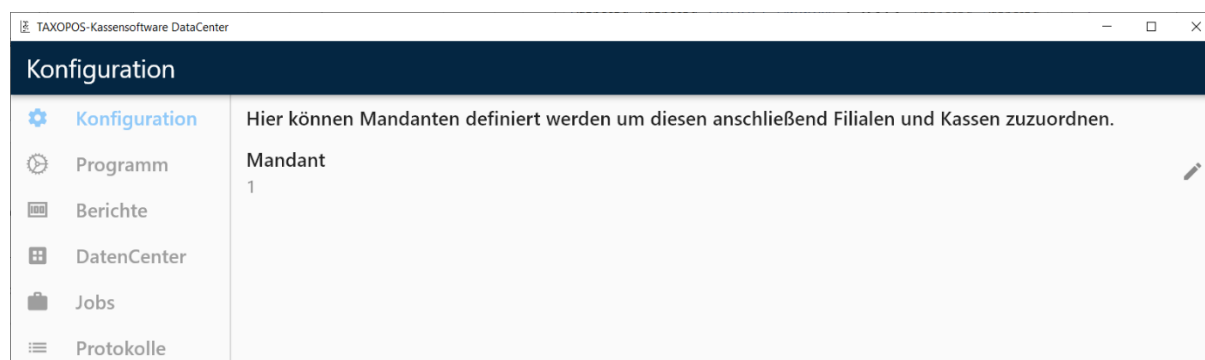 TAXOPOS-Kassensoftware DataCenter
Konfiguration
Konfiguration
Programm
Berichte
DatenCenter
Jobs
Protokolle
Hier können Mandanten definiert werden um diesen anschließend Filialen und Kassen zuzuordnen.
Mandant
1